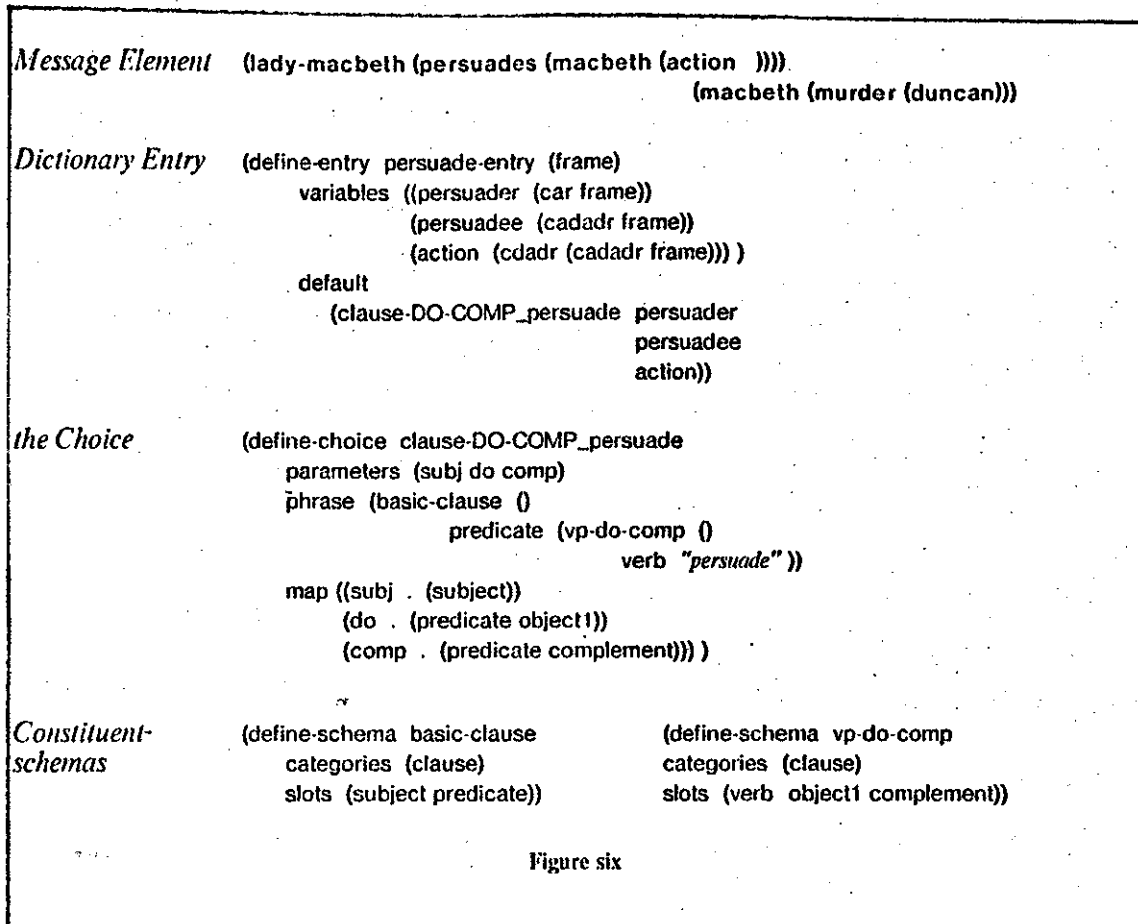 Message Element (lady-macbeth (persuades (macbeth (action ))))
(macbeth (murder (duncan)))
Dictionary Entry (define-entry persuade-entry (frame)
variables ((persuader (car frame))
(persuadee (cadadr frame))
(action (cdadr (cadadr frame))) )
default
(clause-DO-COMP_persuade persuader
persuadee
action))
the Choice (define-choice clause-DO-COMP_persuade
parameters (subj do comp)
phrase (basic-clause ()
predicate (vp-do-comp ()
verb "persuade" ))
map ((subj . (subject))
(do . (predicate object1))
(comp . (predicate complement))) )
Constituent- (define-schema basic-clause (define-schema vp-do-comp
schemas categories (clause) categories (clause)
slots (subject predicate)) slots (verb object1 complement))
Figure six